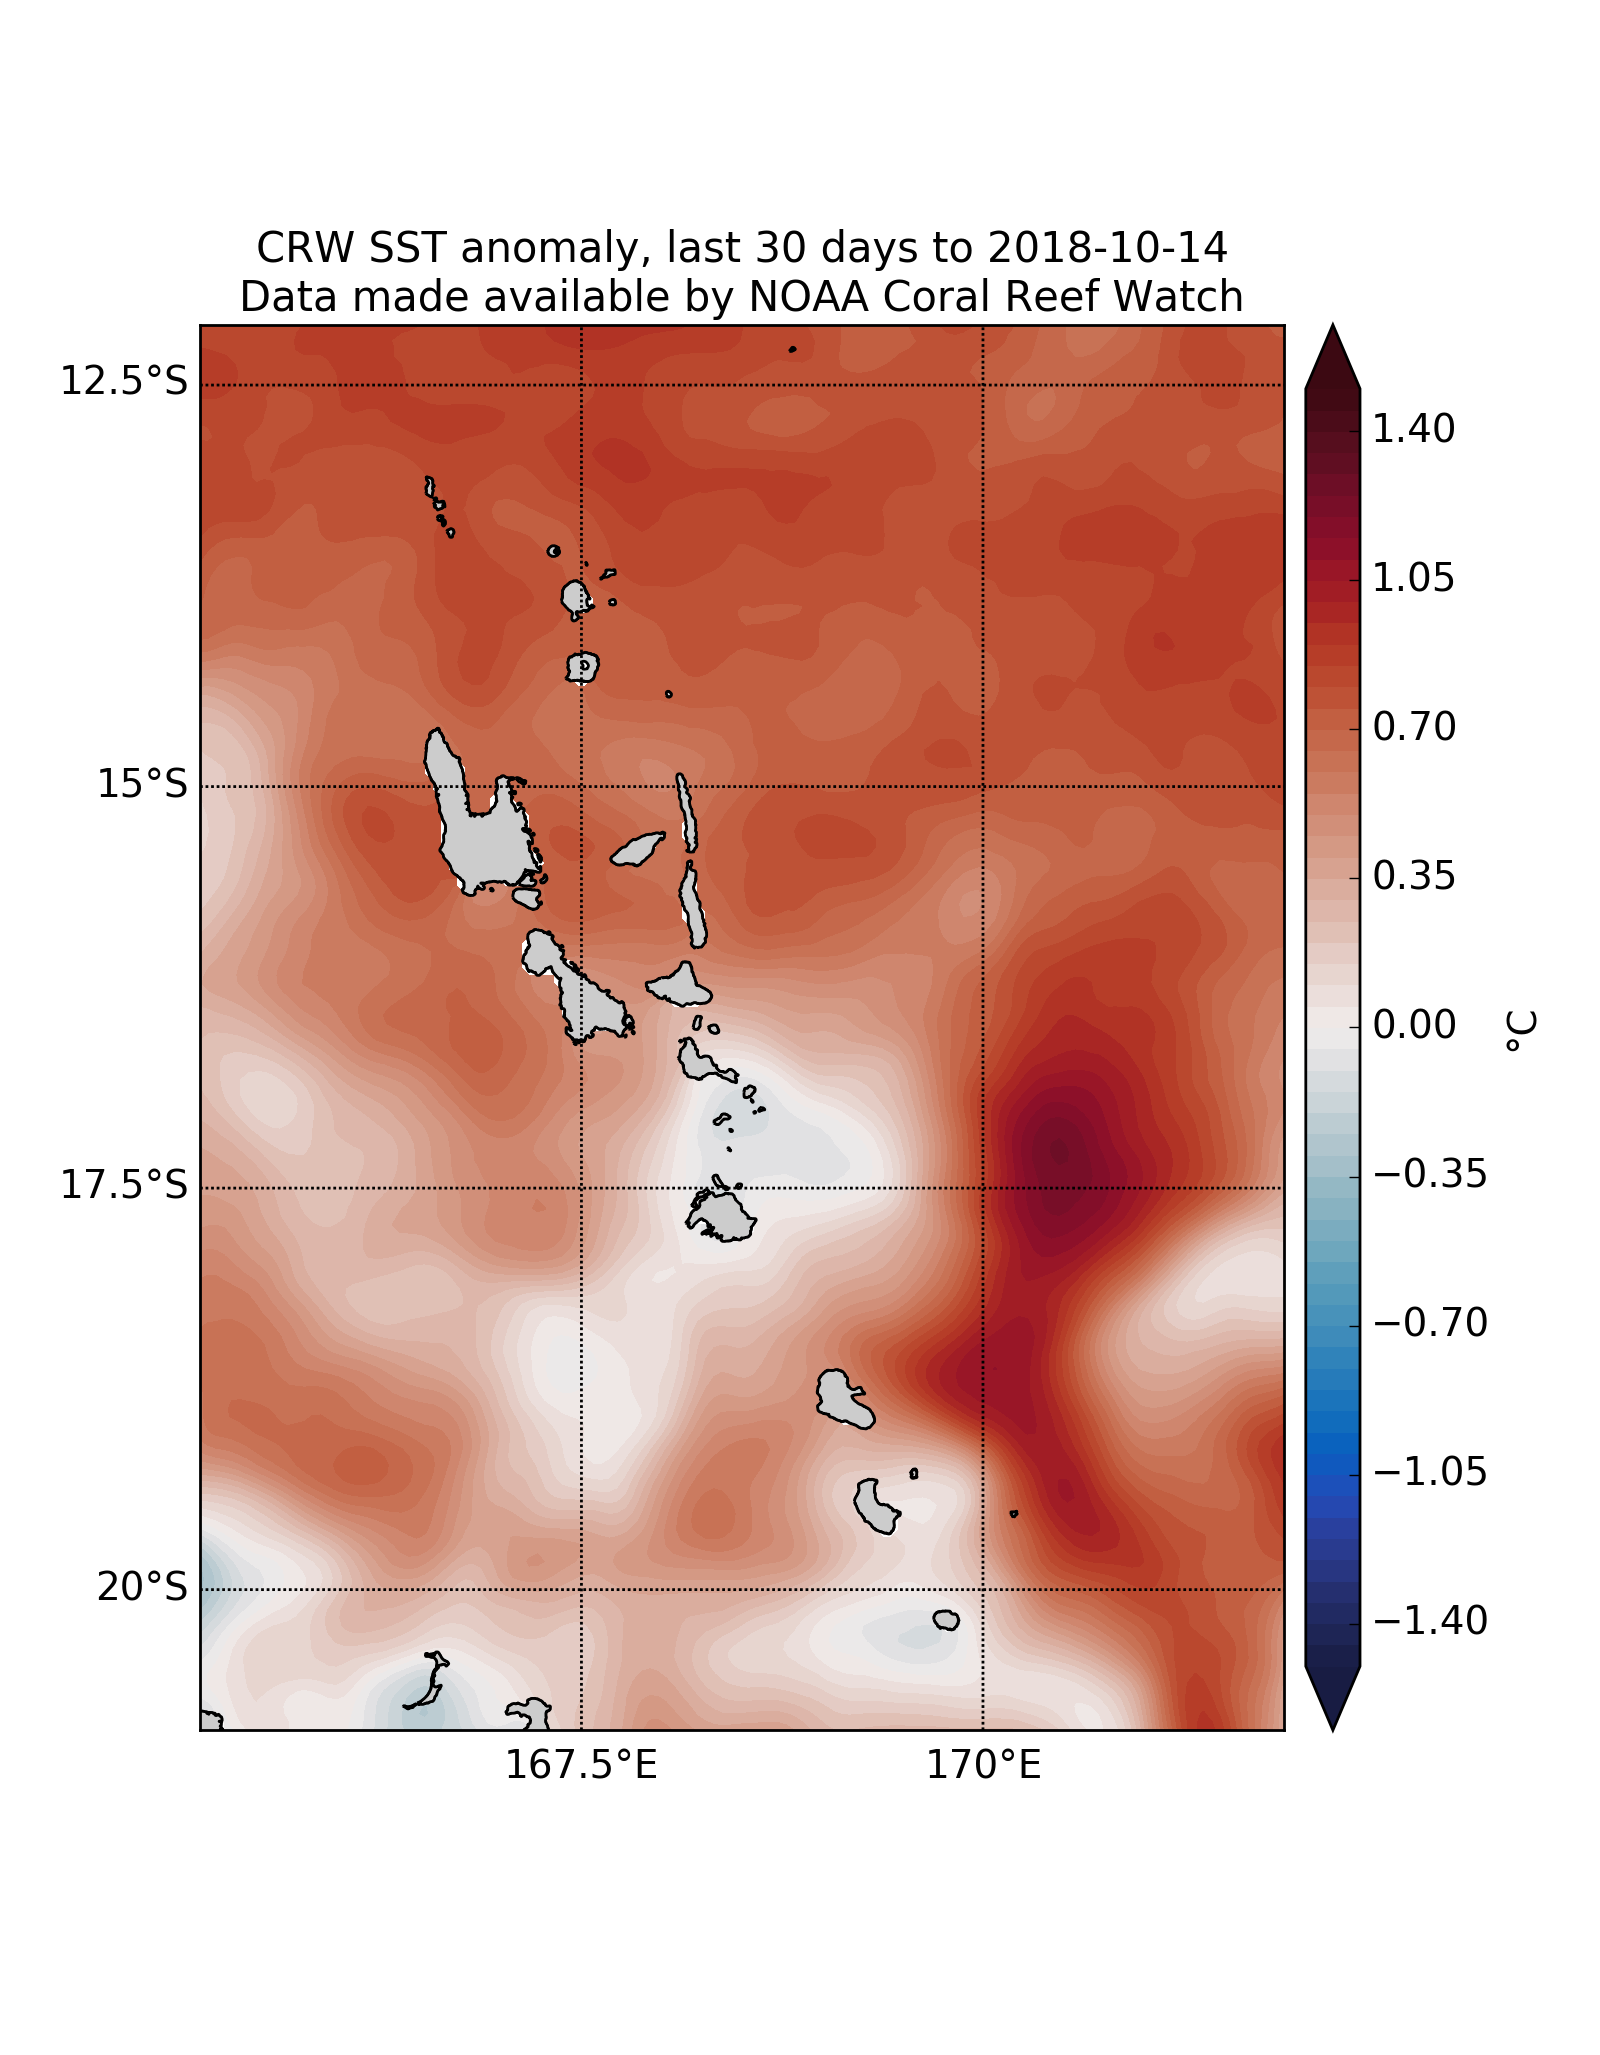 CRW SST anomaly, last 30 days to 2018-10-14
Data made available by NOAA Coral Reef Watch
12.5°S
15°S
17.5°S
20°S
167.5°E
170°E
1.40
1.05
0.70
0.35
0.00
−0.35
−0.70
−1.05
−1.40
°C